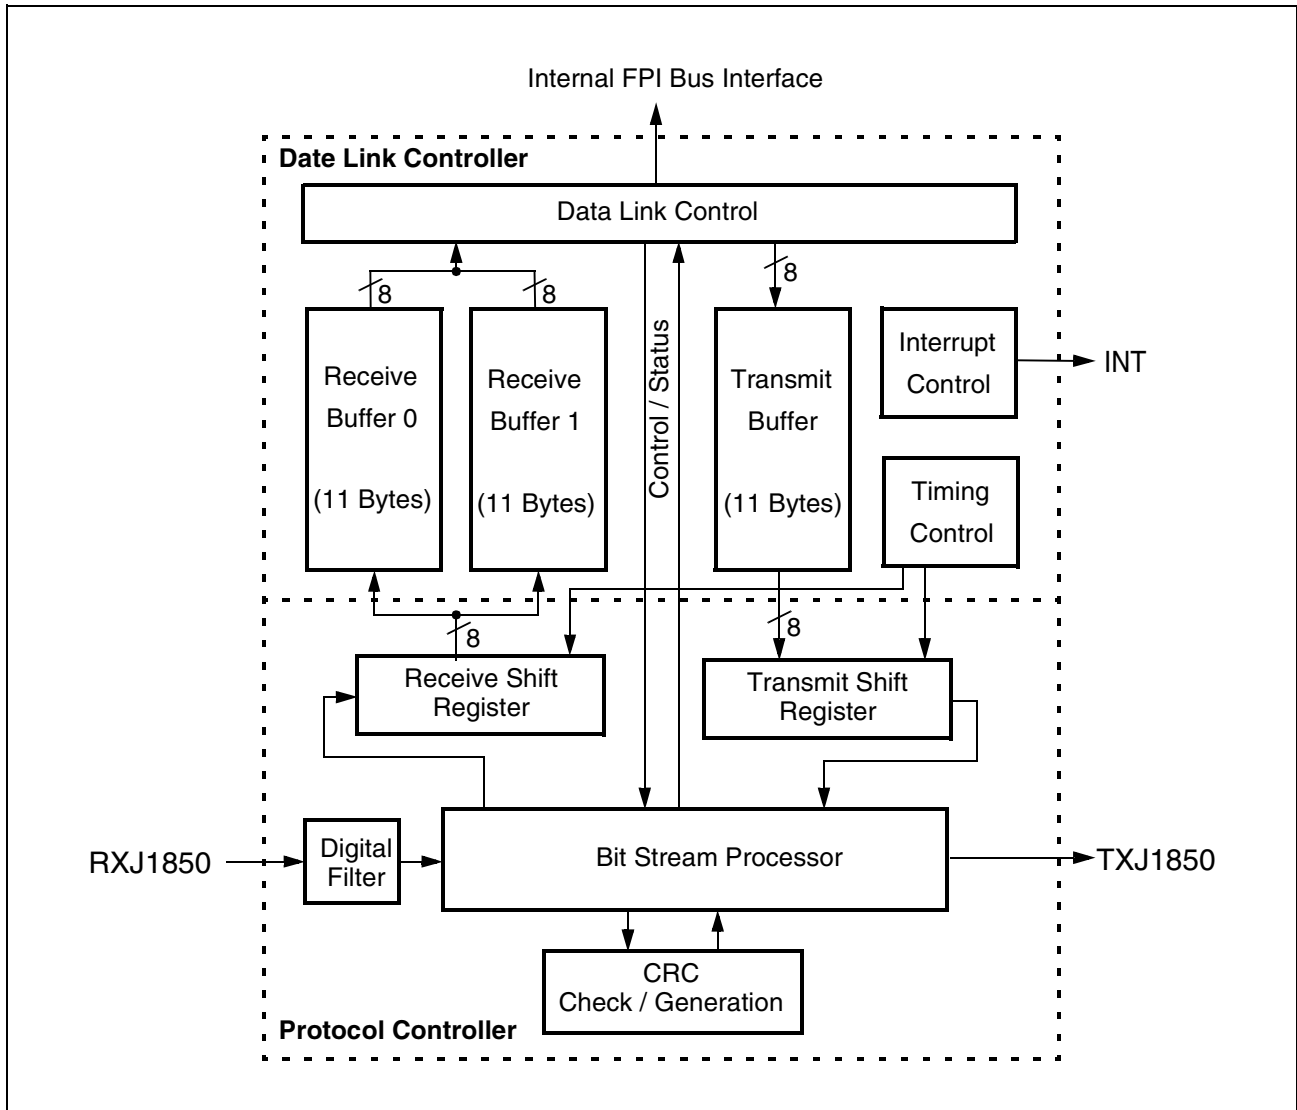 Internal FPI Bus Interface
Date Link Controller
Data Link Control
8
8
8
Receive
Buffer 0
(11 Bytes)
Receive
Buffer 1
(11 Bytes)
Control / Status
Transmit
Buffer
(11 Bytes)
Interrupt
Control
INT
Timing
Control
8
8
Receive Shift
Register
Transmit Shift
Register
RXJ1850
Digital
Filter
Bit Stream Processor
TXJ1850
CRC
Check / Generation
Protocol Controller